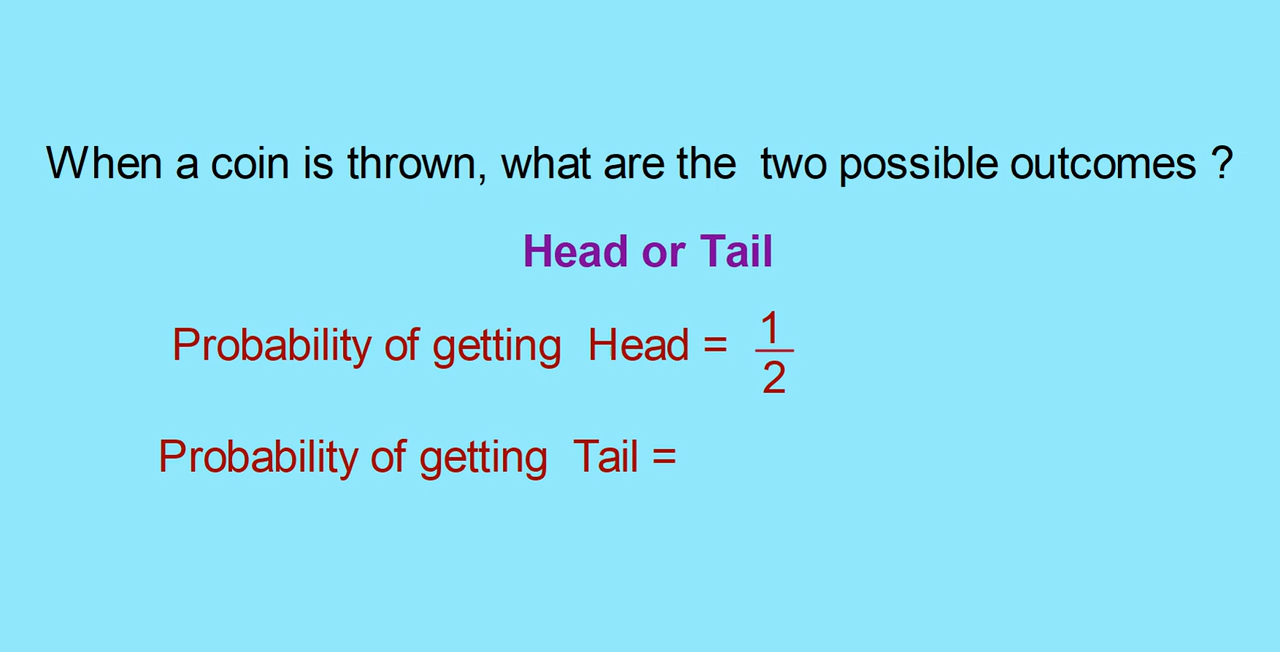 When a coin is thrown, what are the two possible outcomes ?
Head or Tail
Probability of getting Head = 1/2
Probability of getting Tail =